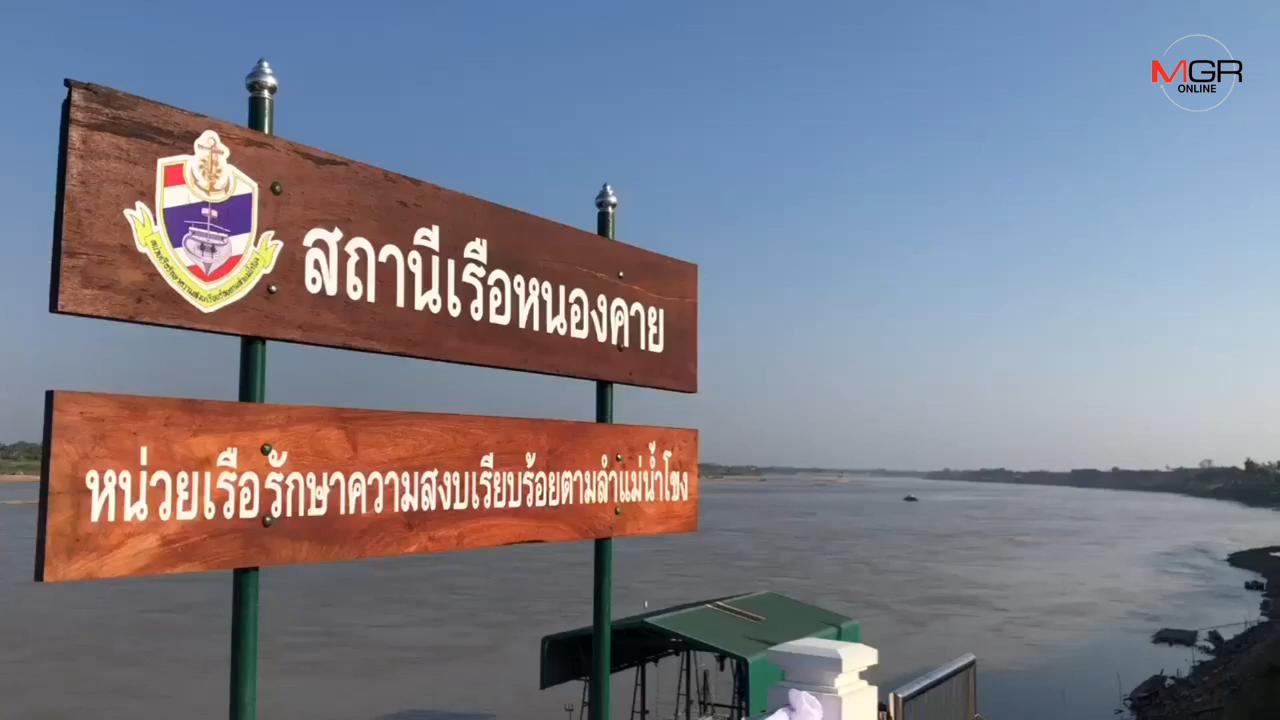 MGR
ONLINE
สถานีเรือหนองคาย
หน่วยเรือรักษาความสงบเรียบร้อยตามลำแม่น้ำโขง